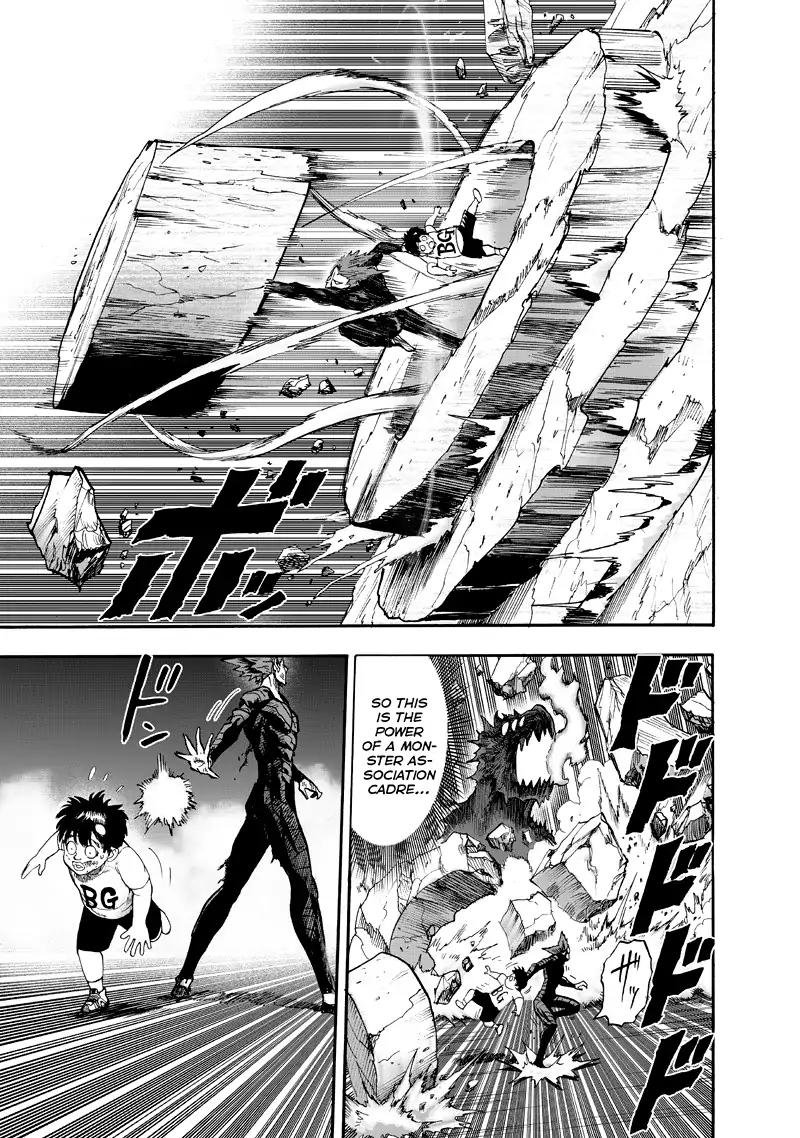 BG
ボッ
SO THIS
IS THE
POWER
OF A MON-
STER AS-
SOCIATION
CADRE...
ドドドドド
ザッ
BG
ドン
BG